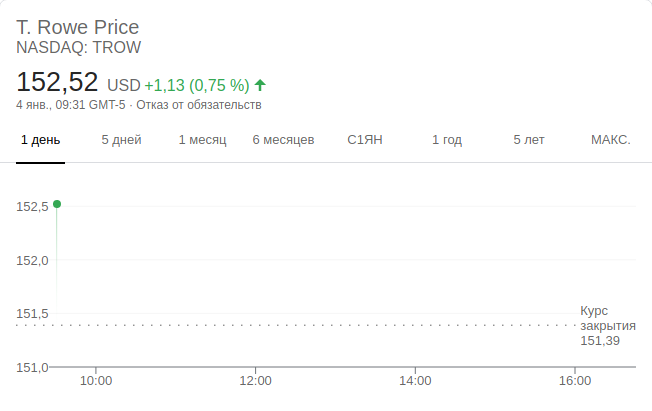 T. Rowe Price
NASDAQ: TROW
152,52 USD +1,13 (0,75 %)
4 янв., 09:31 GMT-5 · Отказ от обязательств
1 день 5 дней 1 месяц 6 месяцев С1ЯН 1 год 5 лет МАКС.
152,5
152,0
151,5
Курс
закрытия
151,39
151,0
10:00 12:00 14:00 16:00